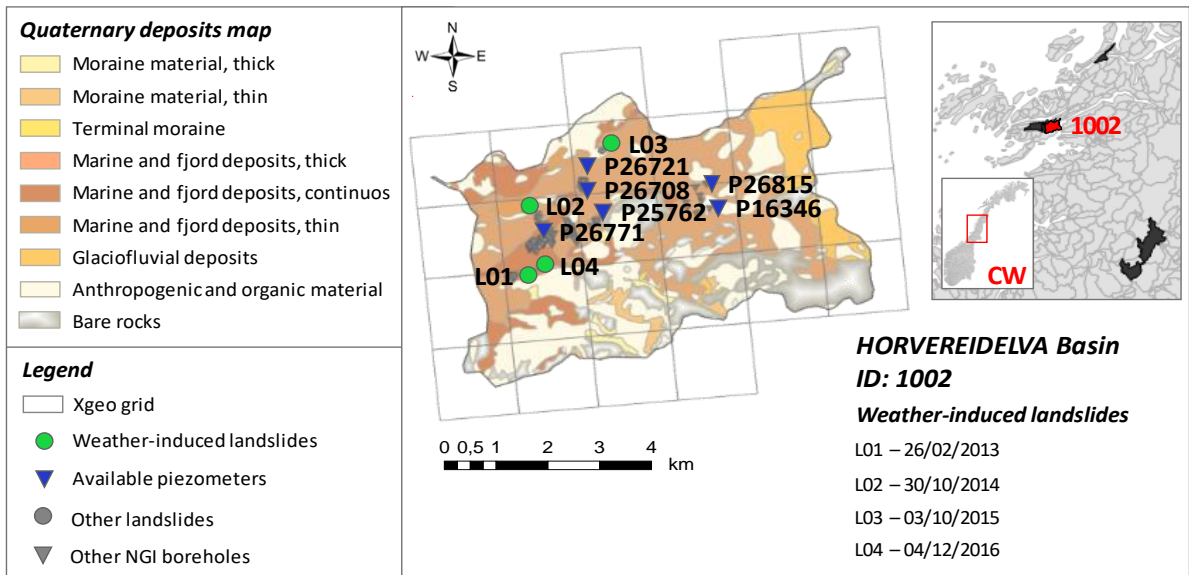 Quaternary deposits map
Moraine material, thick
Moraine material, thin
Terminal moraine
Marine and fjord deposits, thick
Marine and fjord deposits, continuos
Marine and fjord deposits, thin
Glaciofluvial deposits
Anthropogenic and organic material
Bare rocks
Legend
Xgeo grid
Weather-induced landslides
Available piezometers
Other landslides
Other NGI boreholes
N
W E
S
L03
P26721
P26708
P26815
L02
P25762
P16346
P26771
L04
L01
0 0,5 1 2 3 4
km
1002
CW
HORVEREIDELVA Basin
ID: 1002
Weather-induced landslides
L01 – 26/02/2013
L02 – 30/10/2014
L03 – 03/10/2015
L04 – 04/12/2016